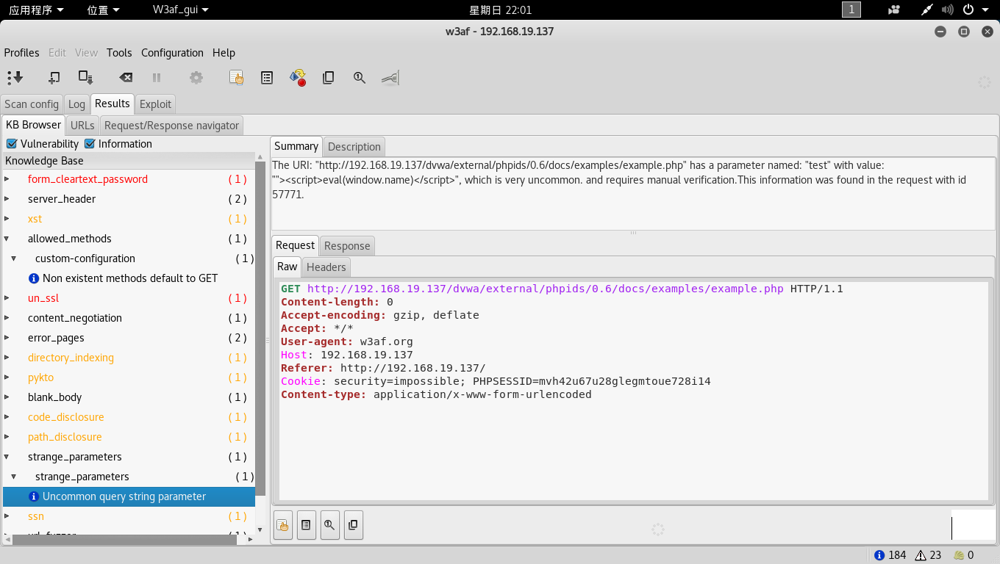 应用程序 位置 W3af_gui 星期日 22:01 1
w3af - 192.168.19.137
Profiles Edit View Tools Configuration Help
Scan config Log Results Exploit
KB Browser URLs Request/Response navigator
Vulnerability Information
Knowledge Base
form_cleartext_password ( 1 )
server_header ( 2 )
xst ( 1 )
allowed_methods ( 1 )
custom-configuration ( 1 )
Non existent methods default to GET
un_ssl ( 1 )
content_negotiation ( 1 )
error_pages ( 2 )
directory_indexing ( 1 )
pykto ( 1 )
blank_body ( 1 )
code_disclosure ( 1 )
path_disclosure ( 1 )
strange_parameters ( 1 )
strange_parameters ( 1 )
Uncommon query string parameter
ssn ( 1 )
url_fuzzer ( 1 )
Summary Description
The URI: "http://192.168.19.137/dvwa/external/phpids/0.6/docs/examples/example.php" has a parameter named: "test" with value:
""><script>eval(window.name)</script>", which is very uncommon. and requires manual verification.This information was found in the request with id
57771.
Request Response
Raw Headers
GET http://192.168.19.137/dvwa/external/phpids/0.6/docs/examples/example.php HTTP/1.1
Content-length: 0
Accept-encoding: gzip, deflate
Accept: */*
User-agent: w3af.org
Host: 192.168.19.137
Referer: http://192.168.19.137/
Cookie: security=impossible; PHPSESSID=mvh42u67u28glegmtoue728i14
Content-type: application/x-www-form-urlencoded
184 23 0